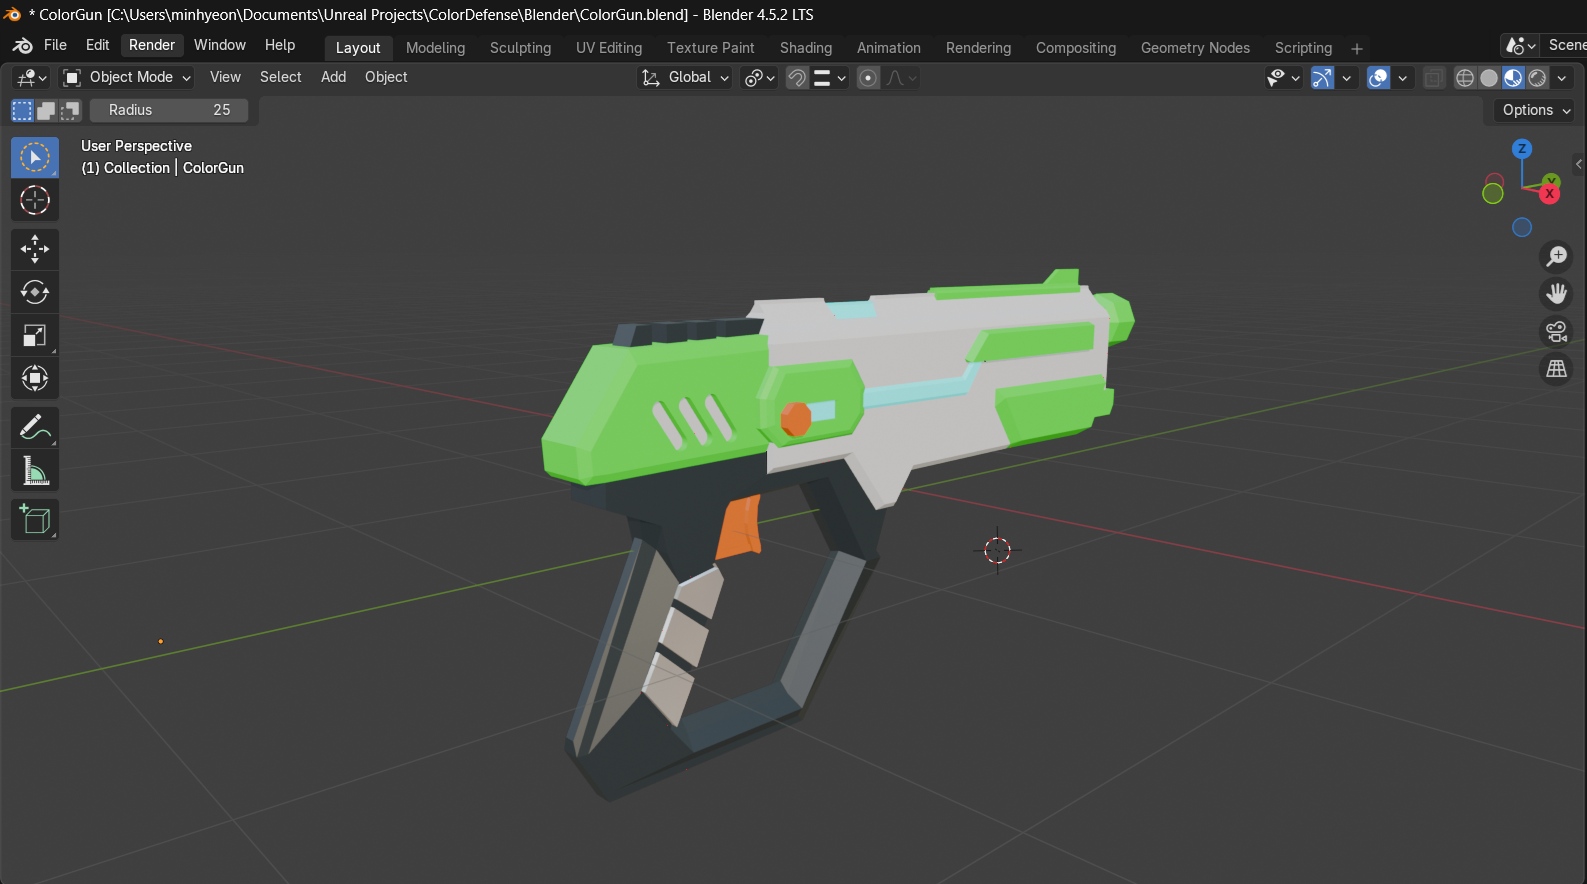 * ColorGun [C:\Users\minhyeon\Documents\Unreal Projects\ColorDefense\Blender\ColorGun.blend] - Blender 4.5.2 LTS
File Edit Render Window Help Layout Modeling Sculpting UV Editing Texture Paint Shading Animation Rendering Compositing Geometry Nodes Scripting + Scene
Object Mode View Select Add Object Global
Radius 25 Options
User Perspective
(1) Collection | ColorGun
Z
Y
X